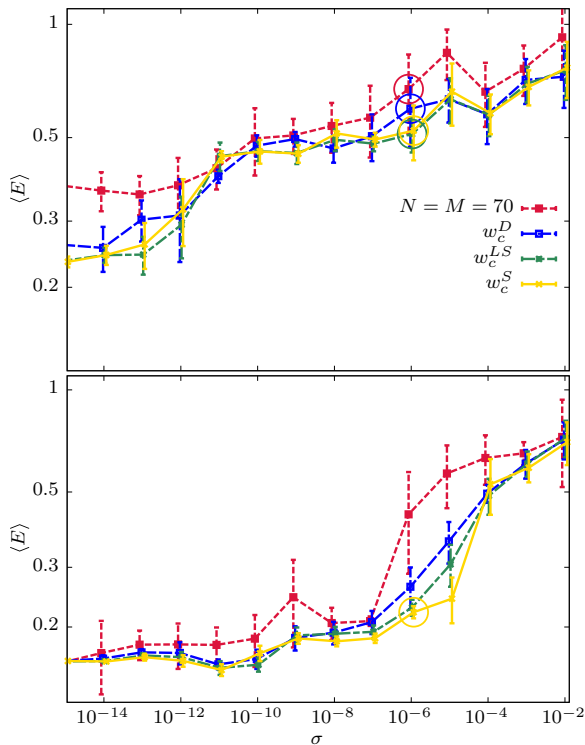 1
0.5
⟨E⟩
0.3
0.2
N = M = 70
w_c^D
w_c^{LS}
w_c^S
1
0.5
⟨E⟩
0.3
0.2
10^{-14} 10^{-12} 10^{-10} 10^{-8} 10^{-6} 10^{-4} 10^{-2}
σ